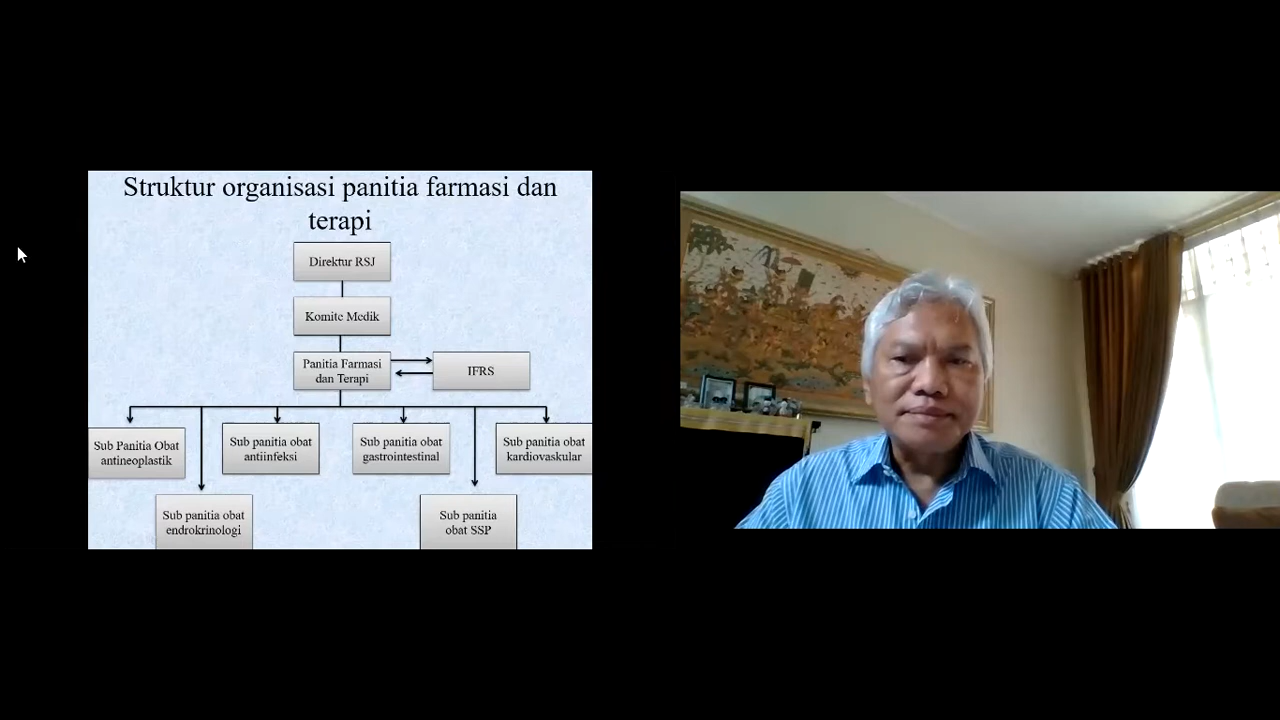 Struktur organisasi panitia farmasi dan
terapi
Direktur RSJ
Komite Medik
Panitia Farmasi
dan Terapi
IFRS
Sub Panitia Obat
antineoplastik
Sub panitia obat
antiinfeksi
Sub panitia obat
gastrointestinal
Sub panitia obat
kardiovaskular
Sub panitia obat
endrokrinologi
Sub panitia
obat SSP